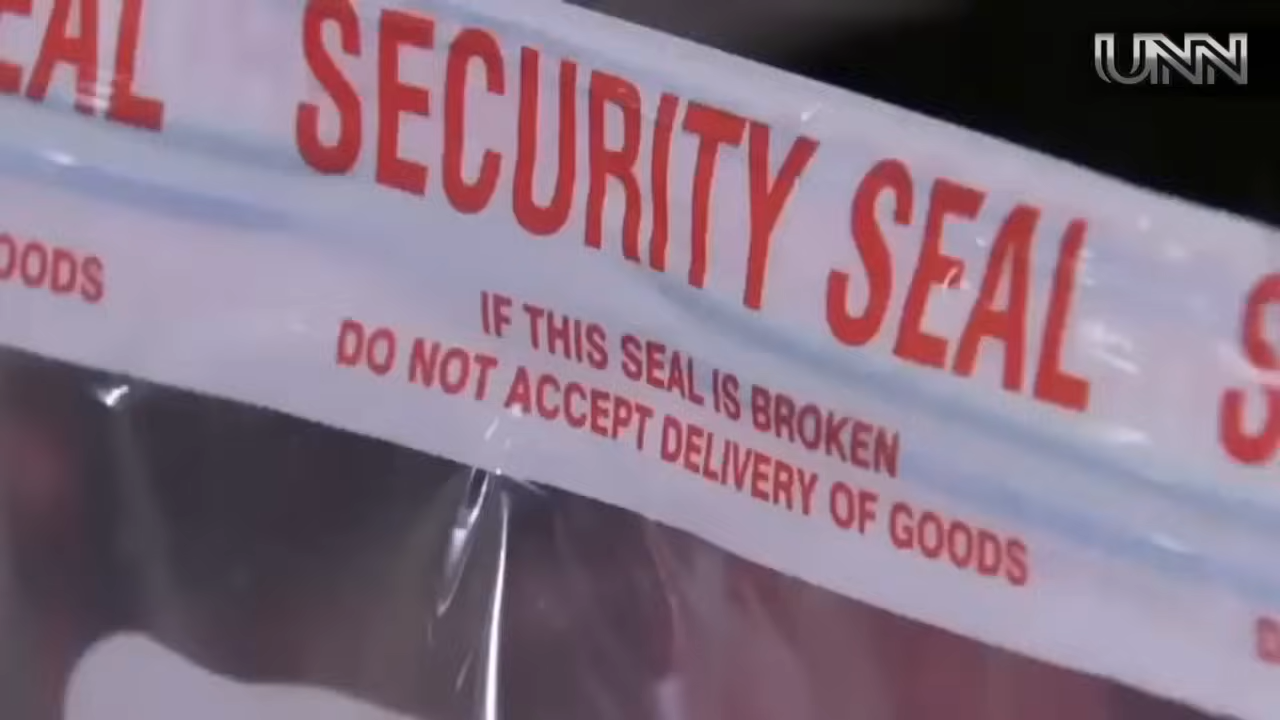 UNN
EAL SECURITY SEAL S
OODS
IF THIS SEAL IS BROKEN
DO NOT ACCEPT DELIVERY OF GOODS